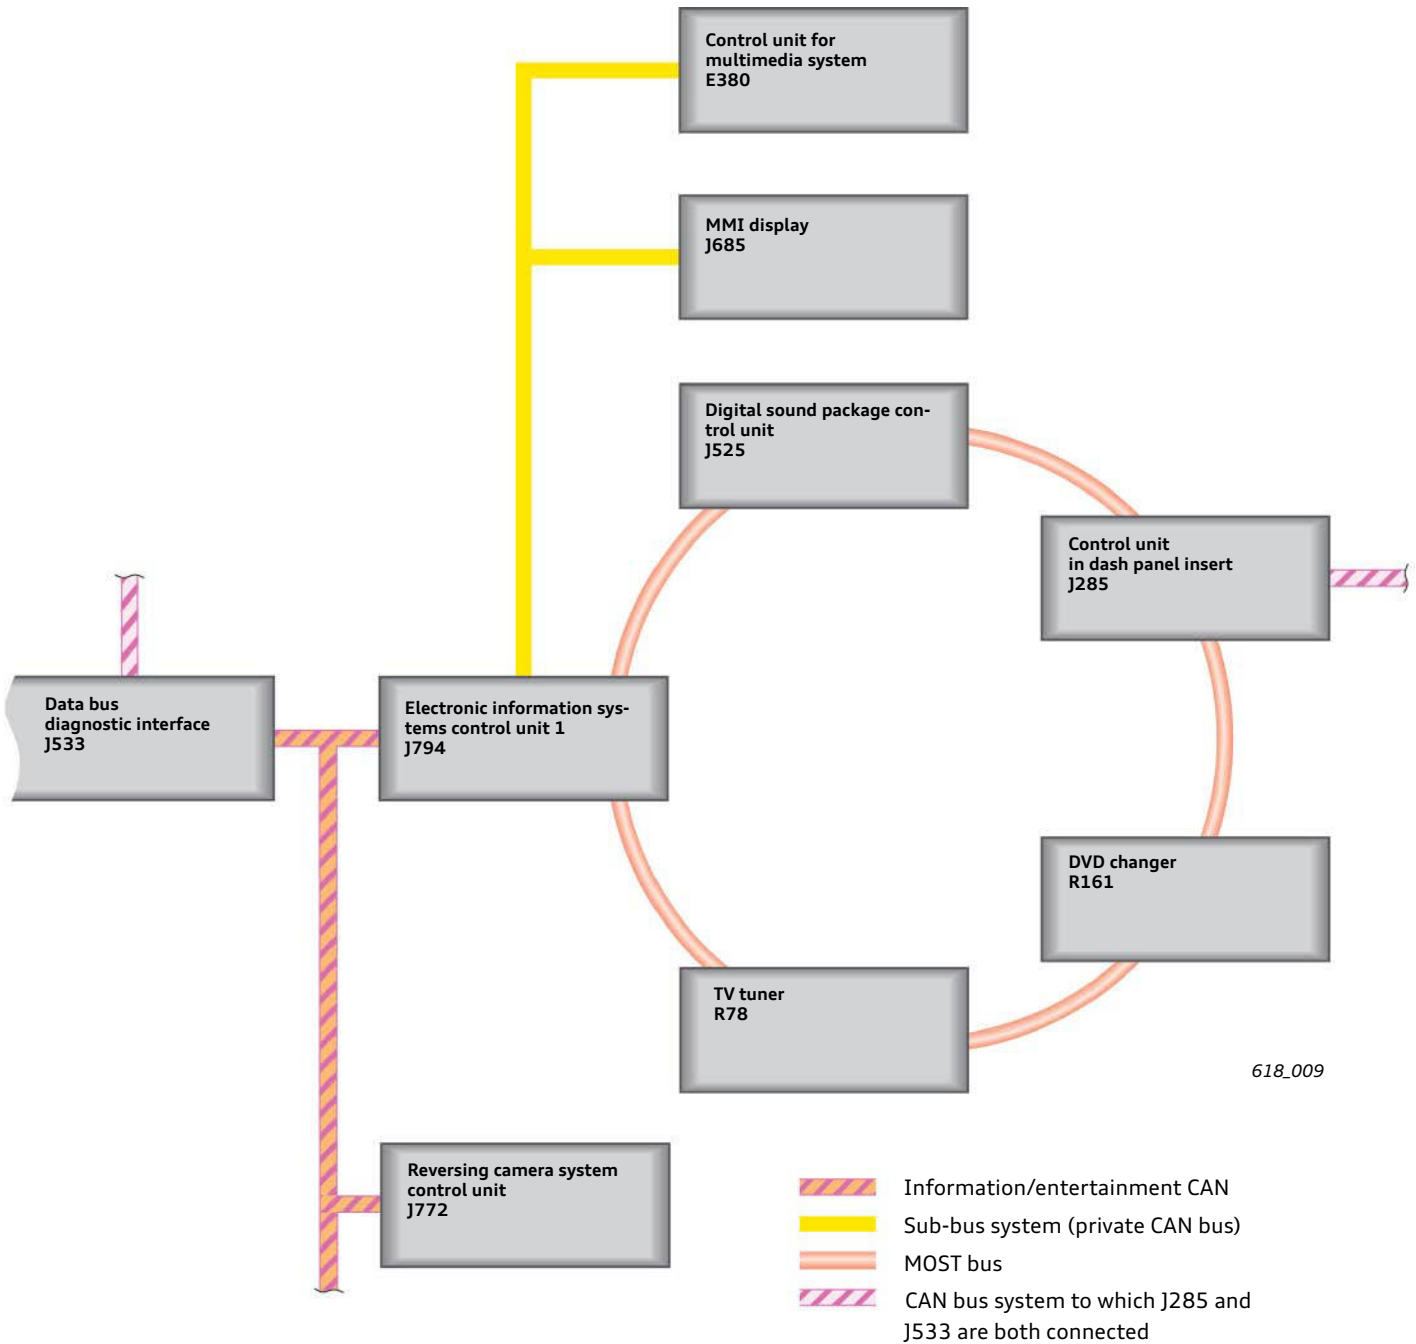 Control unit for
multimedia system
E380
MMI display
J685
Digital sound package con-
trol unit
J525
Control unit
in dash panel insert
J285
Data bus
diagnostic interface
J533
Electronic information sys-
tems control unit 1
J794
DVD changer
R161
TV tuner
R78
618_009
Reversing camera system
control unit
J772
Information/entertainment CAN
Sub-bus system (private CAN bus)
MOST bus
CAN bus system to which J285 and
J533 are both connected